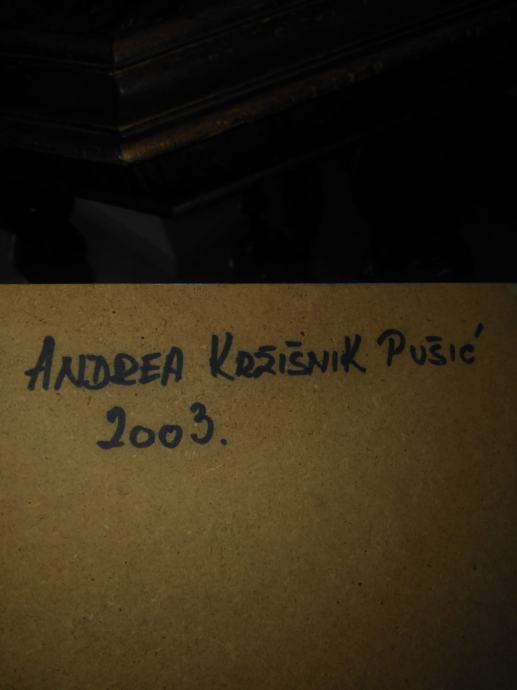 ANDREA KRŽIŠNIK PUŠIĆ
2003.